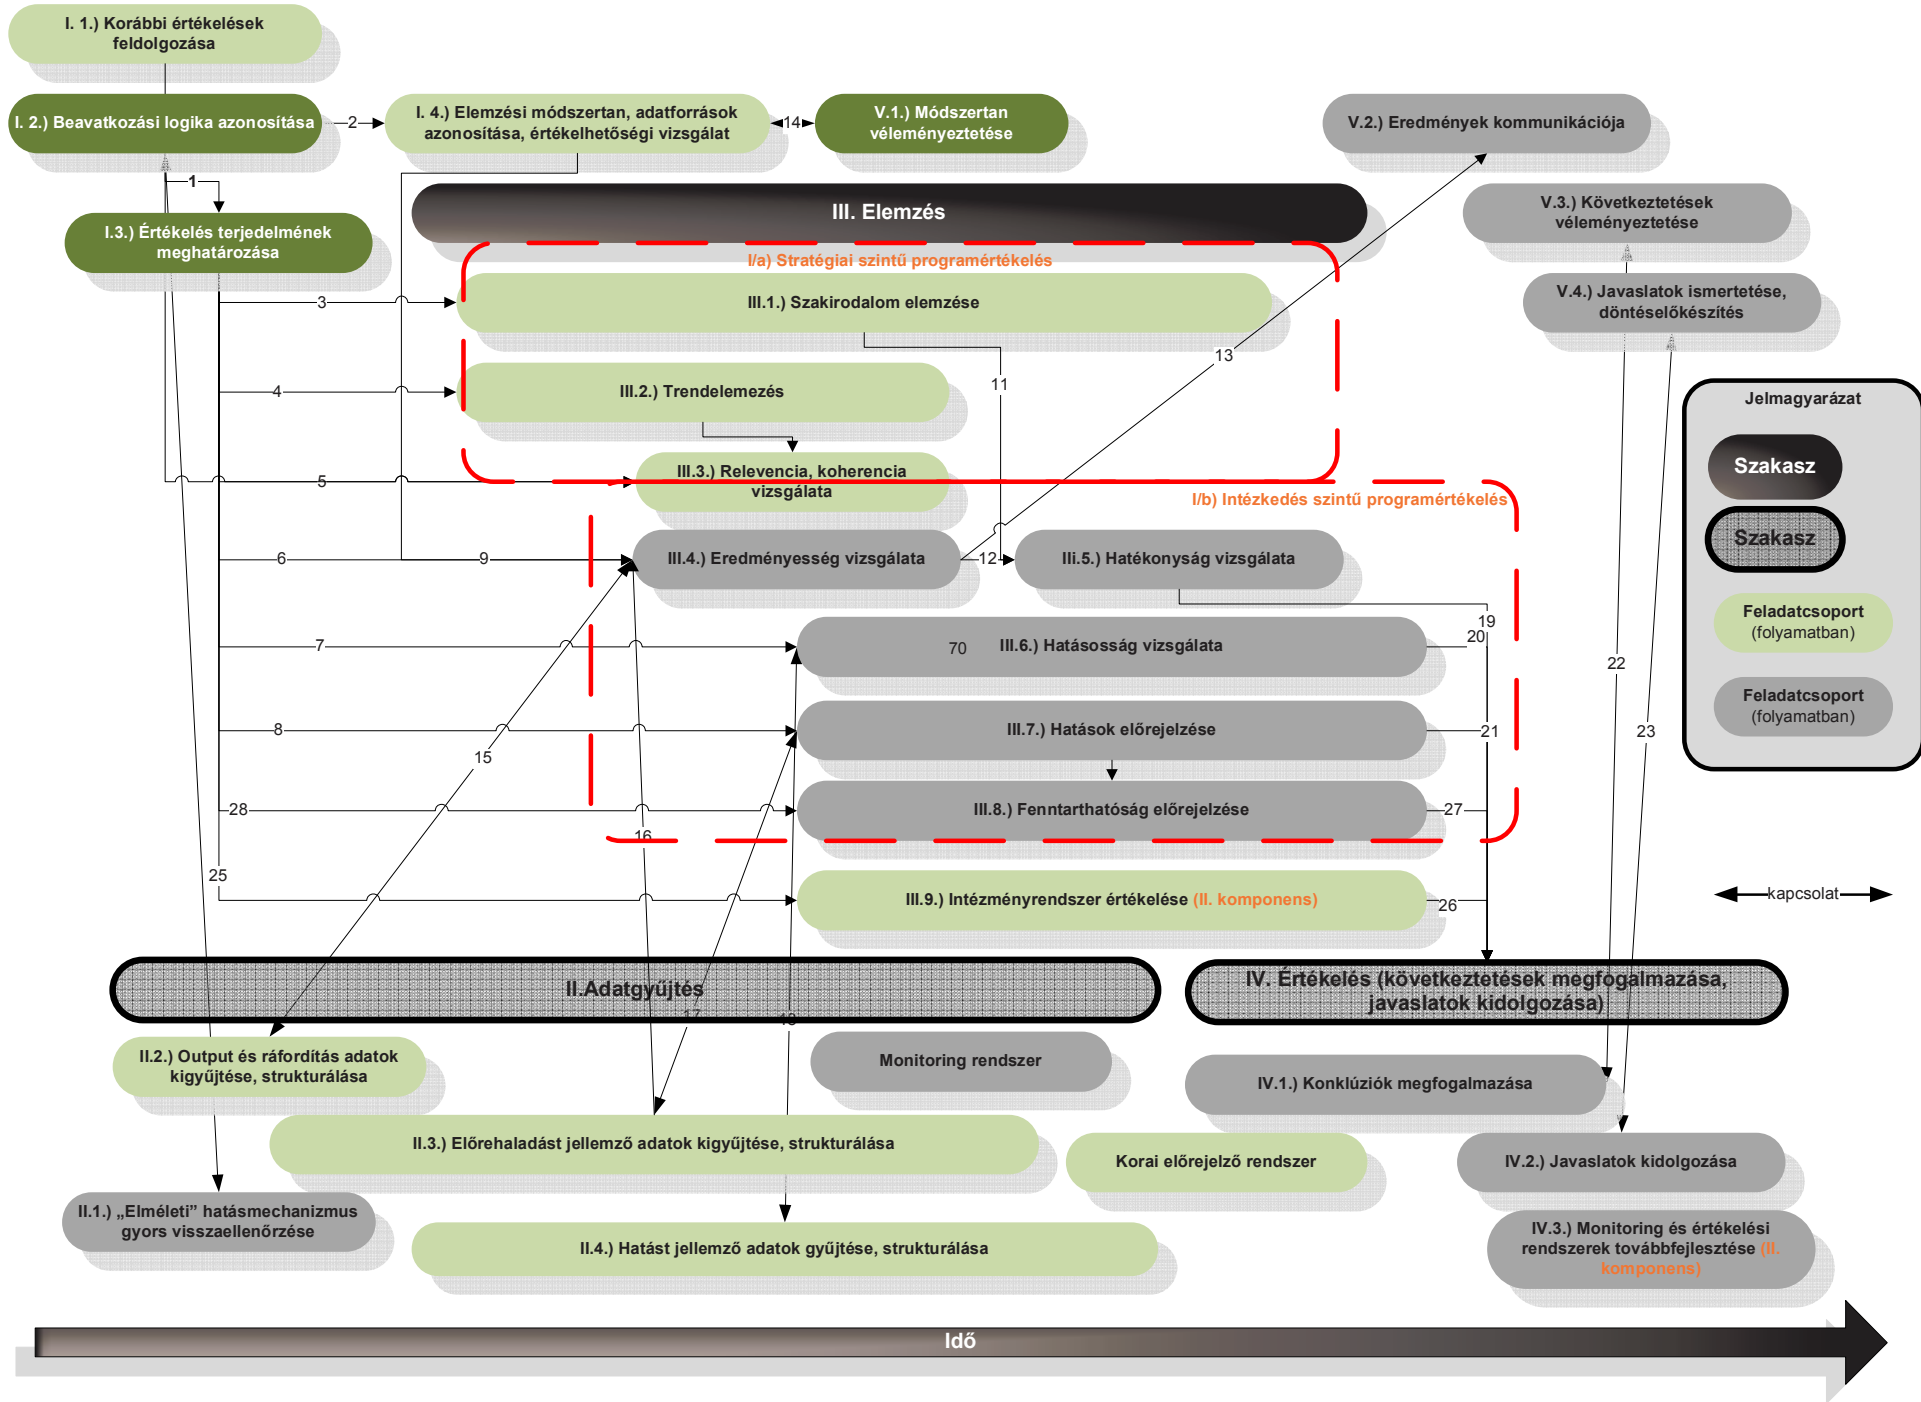 I. 1.) Korábbi értékelések
feldolgozása
I. 2.) Beavatkozási logika azonosítása
2
I. 4.) Elemzési módszertan, adatforrások
azonosítása, értékelhetőségi vizsgálat
14
V.1.) Módszertan
véleményeztetése
V.2.) Eredmények kommunikációja
1
III. Elemzés
V.3.) Következtetések
véleményeztetése
I.3.) Értékelés terjedelmének
meghatározása
I/a) Stratégiai szintű programértékelés
3
III.1.) Szakirodalom elemzése
V.4.) Javaslatok ismertetése,
döntéselőkészítés
13
11
4
III.2.) Trendelemezés
Jelmagyarázat
Szakasz
Szakasz
Feladatcsoport
(folyamatban)
Feladatcsoport
(folyamatban)
kapcsolat
5
III.3.) Relevencia, koherencia
vizsgálata
I/b) Intézkedés szintű programértékelés
6
9
III.4.) Eredményesség vizsgálata
12
IIi.5.) Hatékonyság vizsgálata
19
20
7
70
III.6.) Hatásosság vizsgálata
22
8
III.7.) Hatások előrejelzése
21
23
15
28
III.8.) Fenntarthatóság előrejelzése
27
16
25
III.9.) Intézményrendszer értékelése (II. komponens)
26
II.Adatgyűjtés
IV. Értékelés (következtetések megfogalmazása,
javaslatok kidolgozása)
17
18
II.2.) Output és ráfordítás adatok
kigyűjtése, strukturálása
Monitoring rendszer
IV.1.) Konklúziók megfogalmazása
II.3.) Előrehaladást jellemző adatok kigyűjtése, strukturálása
Korai előrejelző rendszer
IV.2.) Javaslatok kidolgozása
II.1.) „Elméleti” hatásmechanizmus
gyors visszaellenőrzése
II.4.) Hatást jellemző adatok gyűjtése, strukturálása
IV.3.) Monitoring és értékelési
rendszerek továbbfejlesztése (II.
komponens)
Idő